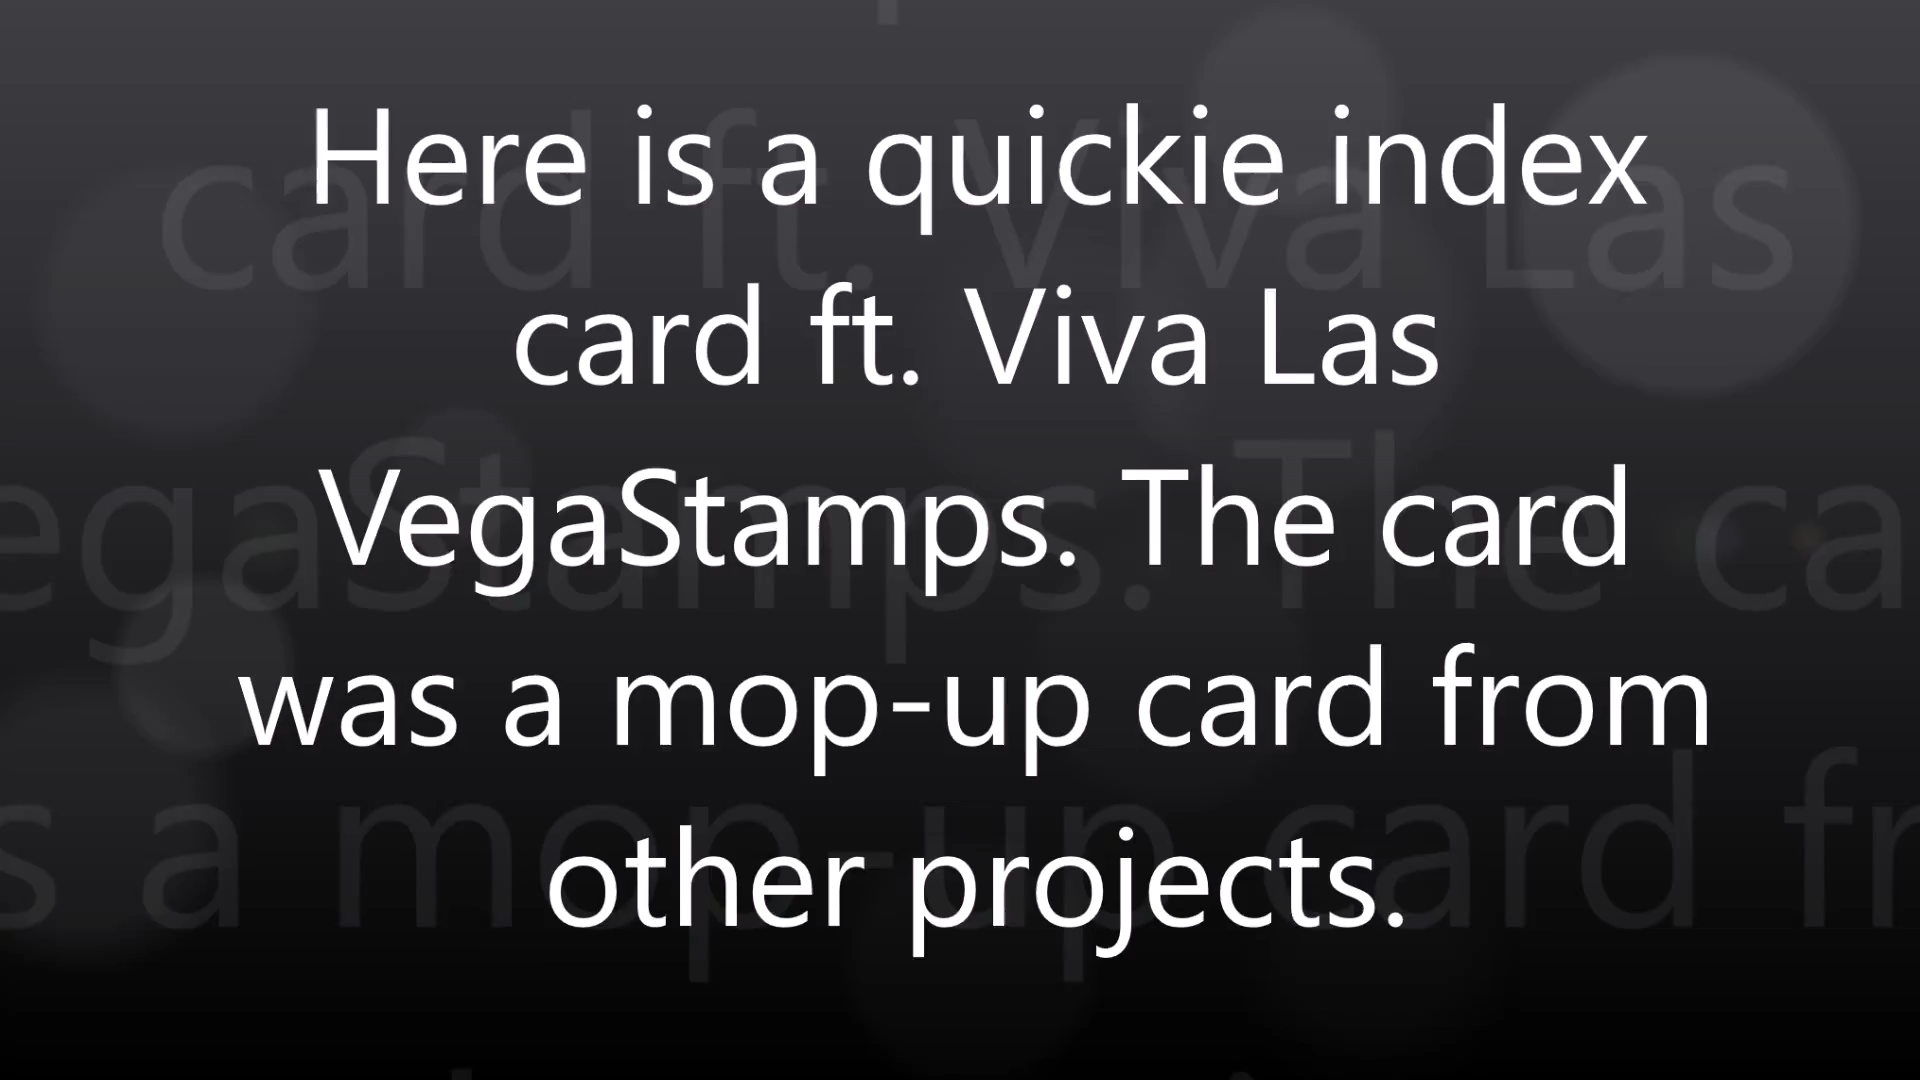 Here is a quickie index
card ft. Viva Las
VegaStamps. The card
was a mop-up card from
other projects.